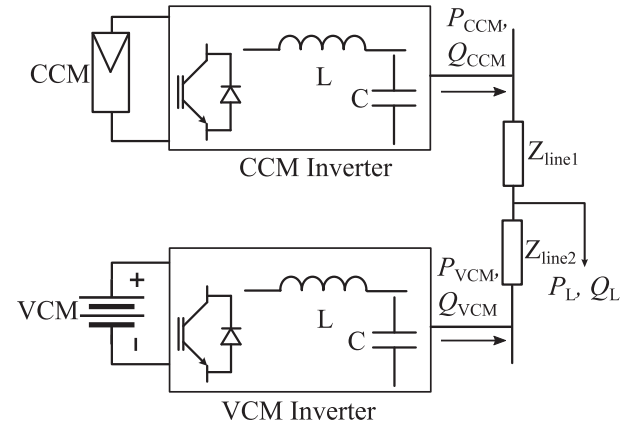 P_CCM,
Q_CCM
CCM
L
C
CCM Inverter
Z_line1
Z_line2
P_L, Q_L
P_VCM,
Q_VCM
+
VCM
-
L
C
VCM Inverter